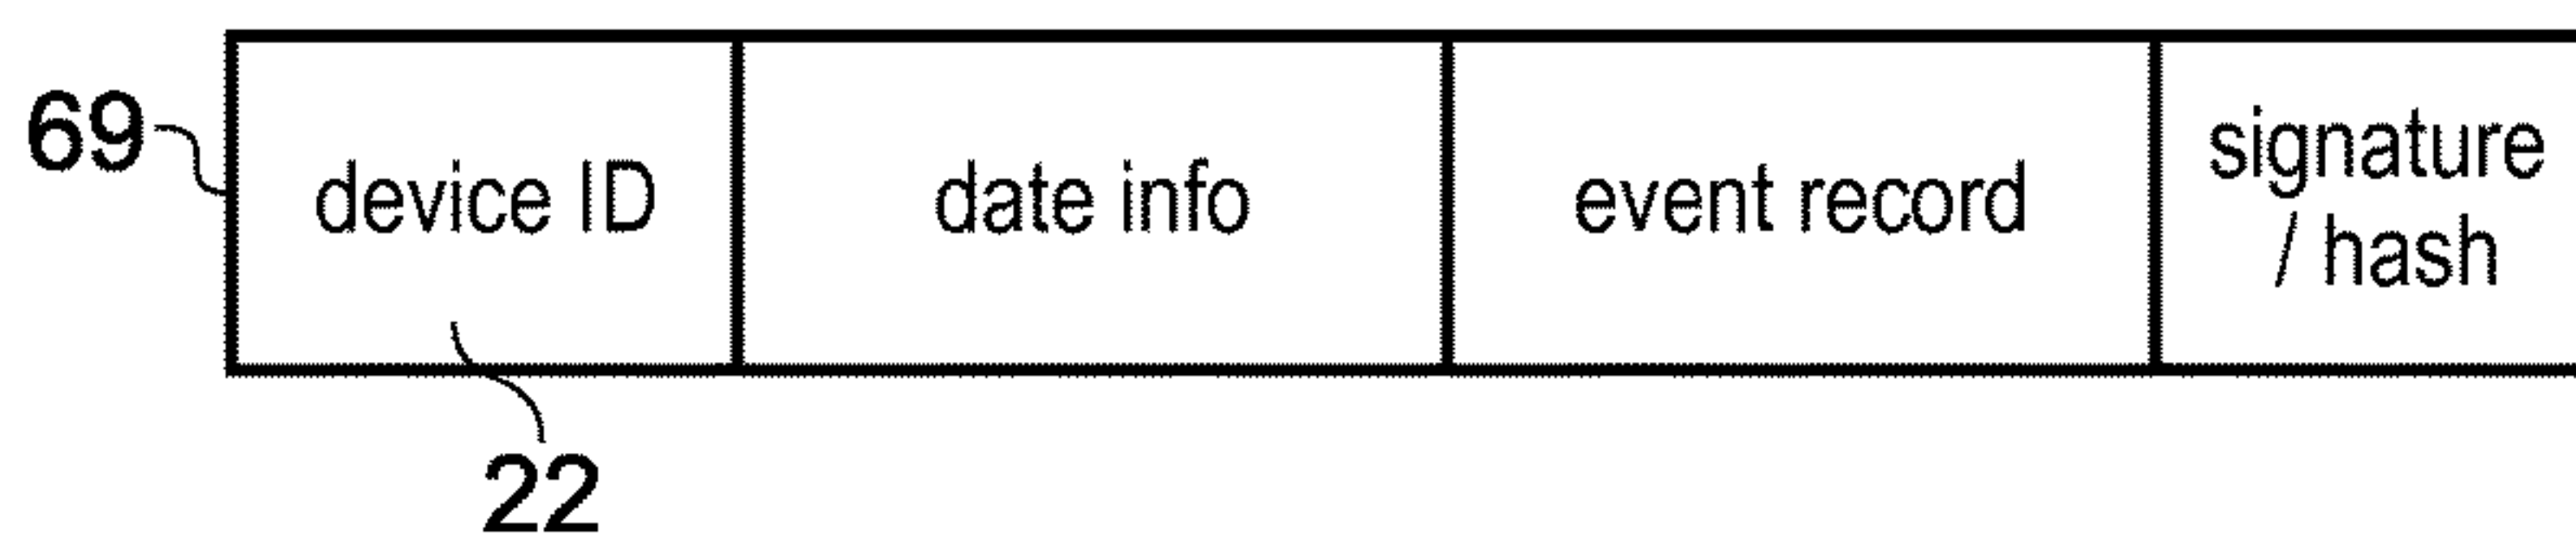 69
device ID
date info
event record
signature
/ hash
22